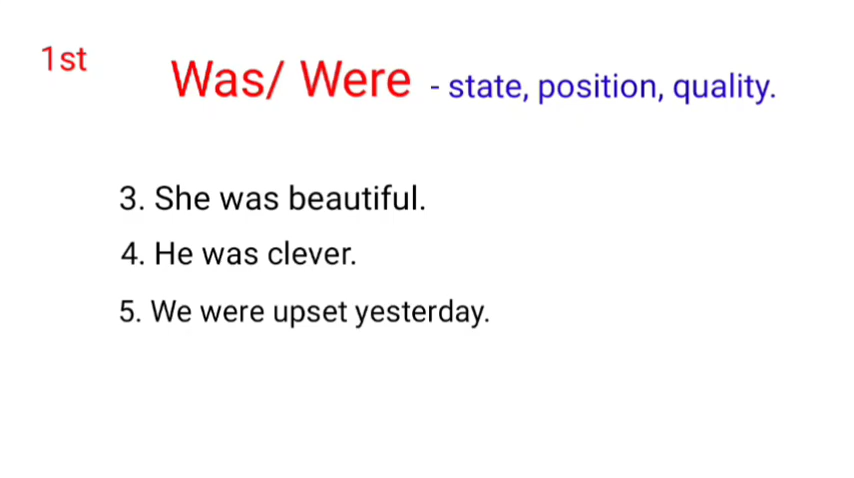 1st
Was/ Were - state, position, quality.
3. She was beautiful.
4. He was clever.
5. We were upset yesterday.